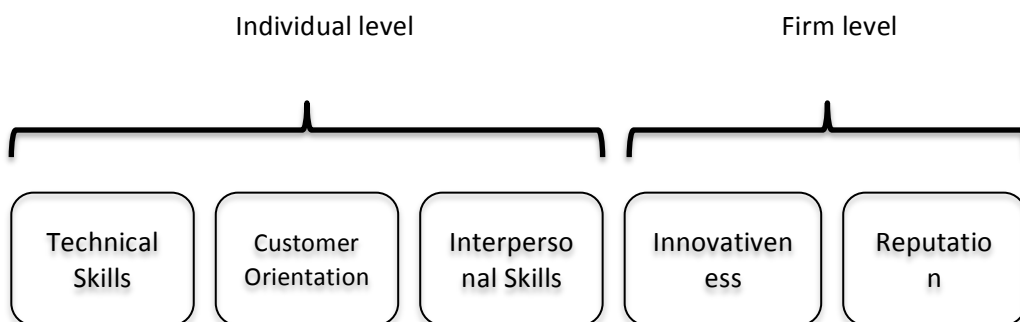 Individual level
Firm level
Technical
Skills
Customer
Orientation
Interperso
nal Skills
Innovativen
ess
Reputatio
n